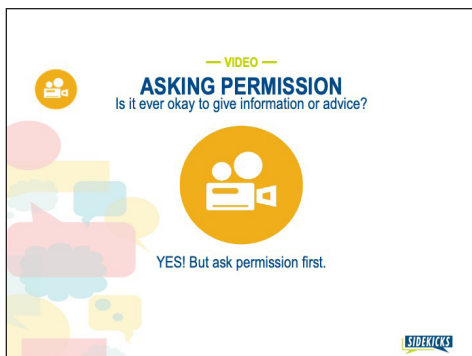 — VIDEO —
ASKING PERMISSION
Is it ever okay to give information or advice?
YES! But ask permission first.
SIDEKICKS